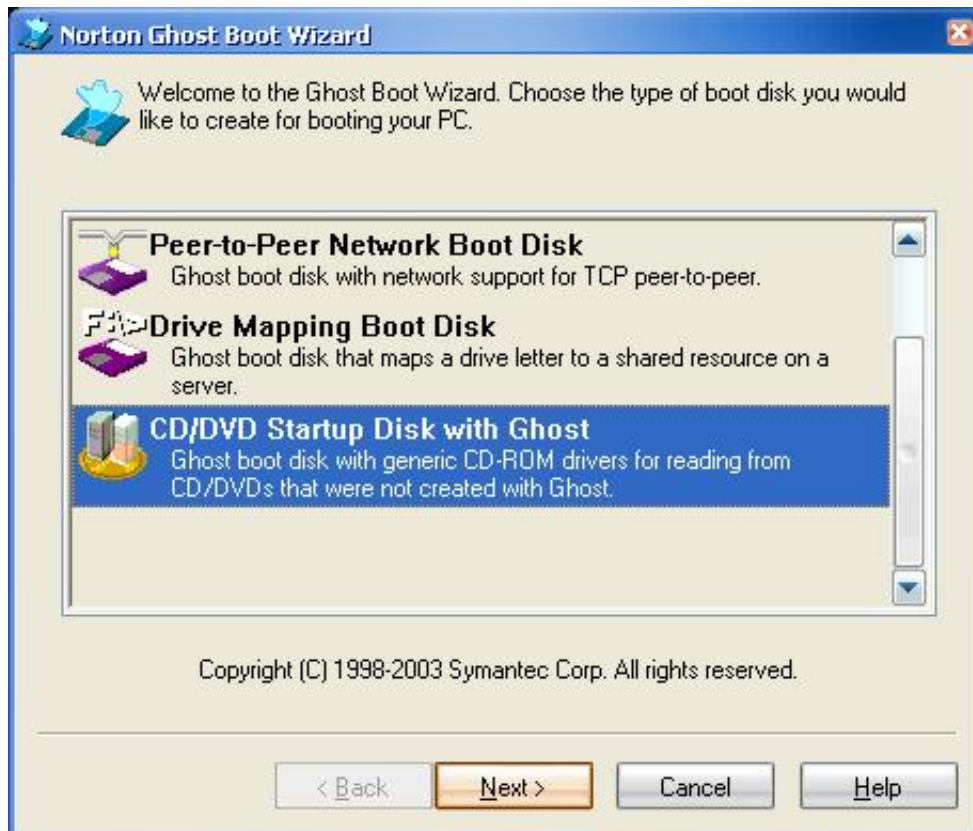 Norton Ghost Boot Wizard
Welcome to the Ghost Boot Wizard. Choose the type of boot disk you would
like to create for booting your PC.
Peer-to-Peer Network Boot Disk
Ghost boot disk with network support for TCP peer-to-peer.
F:\>
Drive Mapping Boot Disk
Ghost boot disk that maps a drive letter to a shared resource on a
server.
CD/DVD Startup Disk with Ghost
Ghost boot disk with generic CD-ROM drivers for reading from
CD/DVDs that were not created with Ghost.
Copyright (C) 1998-2003 Symantec Corp. All rights reserved.
< Back
Next >
Cancel
Help